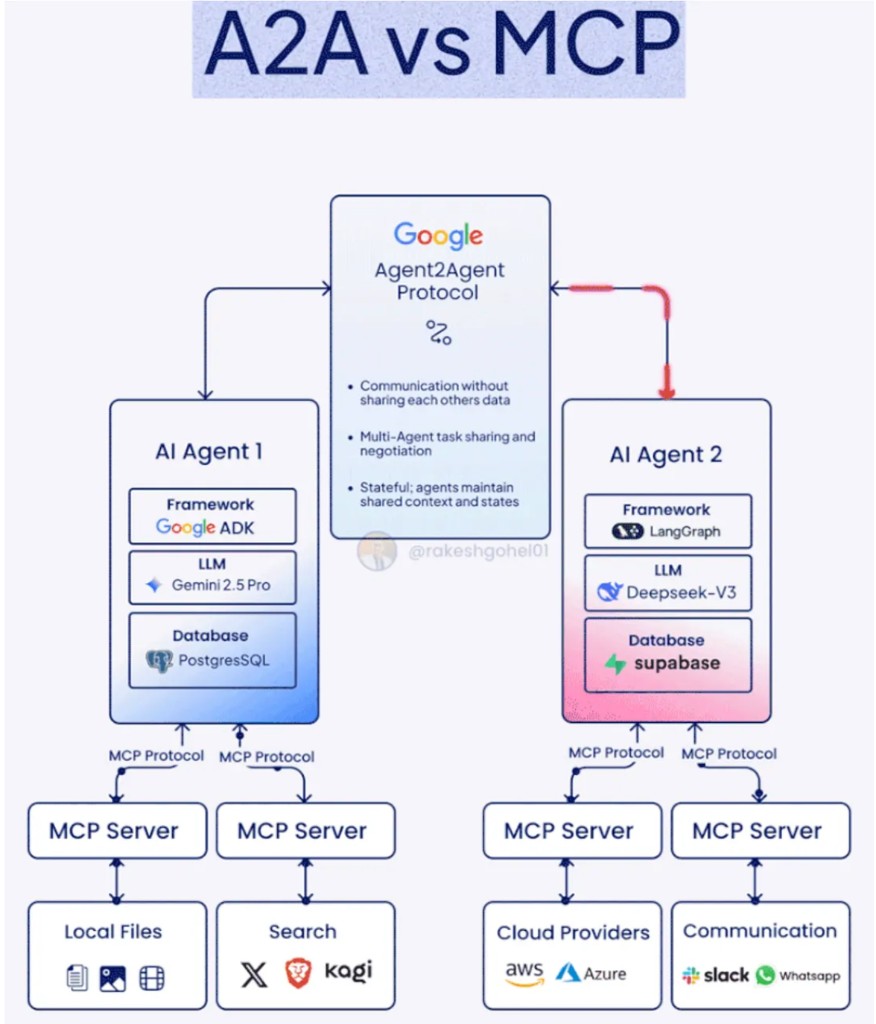 A2A vs MCP
Google
Agent2Agent
Protocol
• Communication without
sharing each others data
• Multi-Agent task sharing and
negotiation
• Stateful; agents maintain
shared context and states
@rakeshgohel01
AI Agent 1
Framework
Google ADK
LLM
Gemini 2.5 Pro
Database
PostgresSQL
AI Agent 2
Framework
LangGraph
LLM
Deepseek-V3
Database
supabase
MCP Protocol
MCP Protocol
MCP Protocol
MCP Protocol
MCP Server
MCP Server
MCP Server
MCP Server
Local Files
Search
X
kagi
Cloud Providers
aws
Azure
Communication
slack
Whatsapp